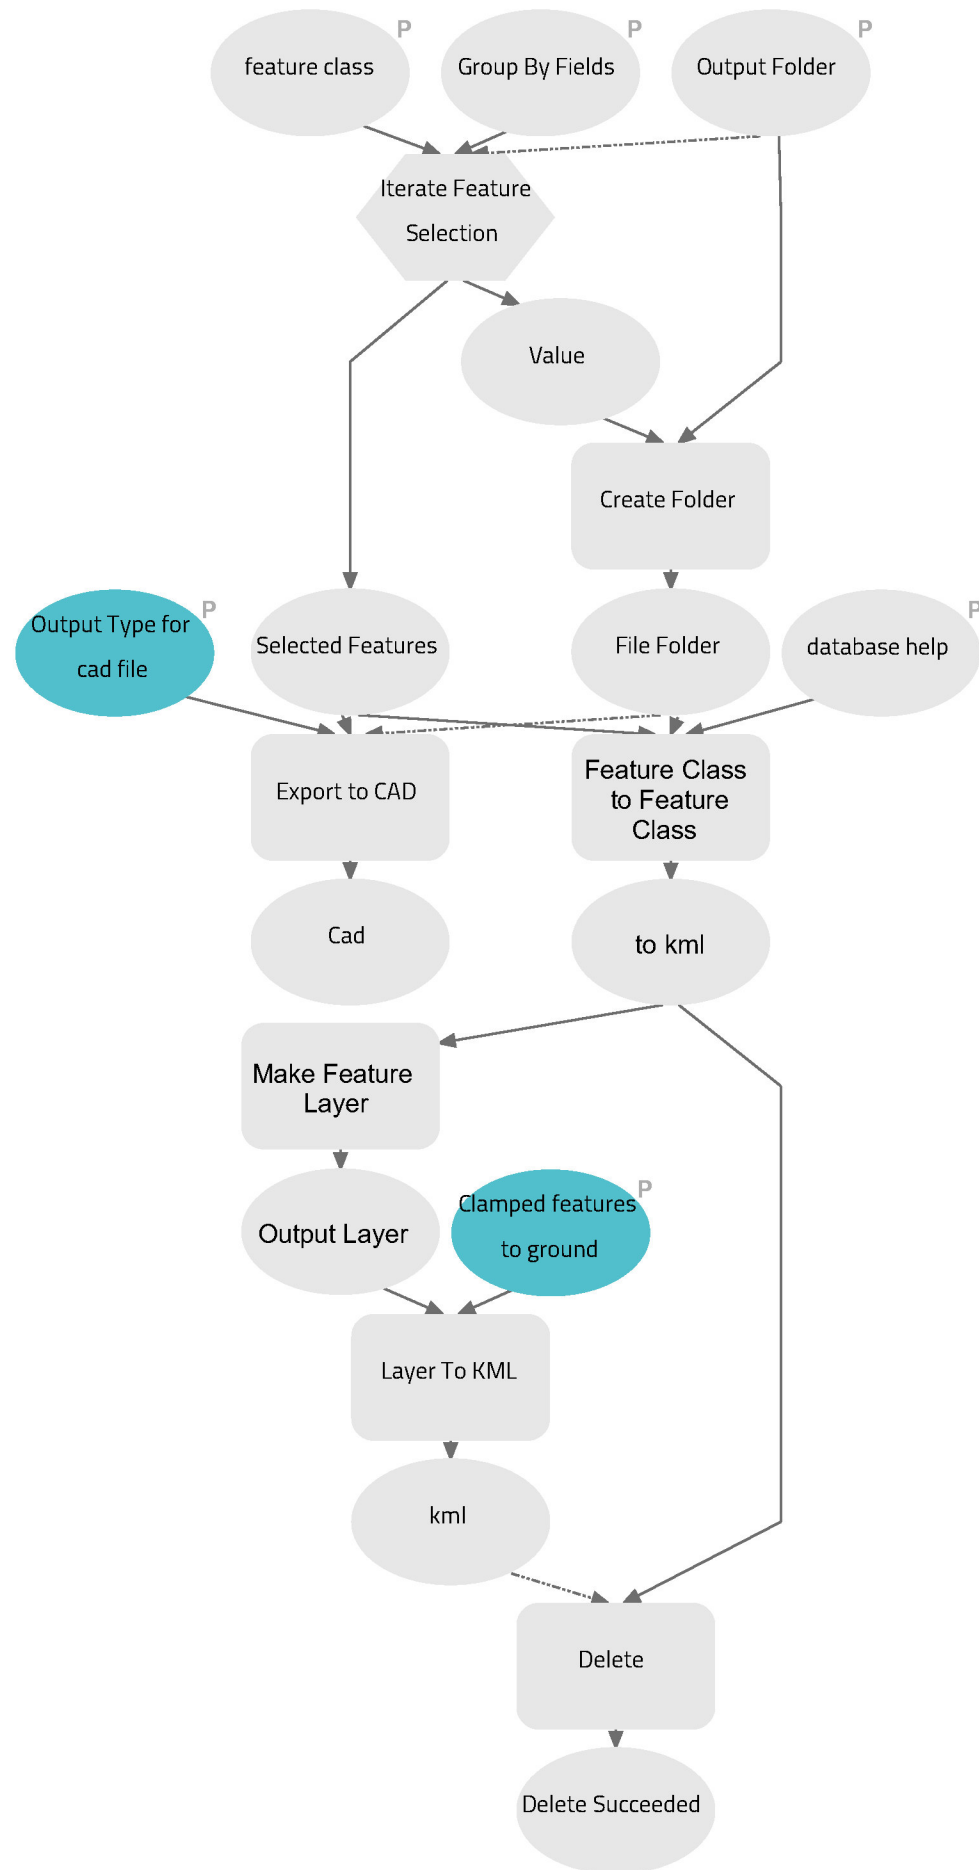 P
P
P
feature class
Group By Fields
Output Folder
Iterate Feature
Selection
Value
Create Folder
P
P
Output Type for
cad file
Selected Features
File Folder
database help
Export to CAD
Feature Class
to Feature
Class
Cad
to kml
Make Feature
Layer
P
Output Layer
Clamped features
to ground
Layer To KML
kml
Delete
Delete Succeeded